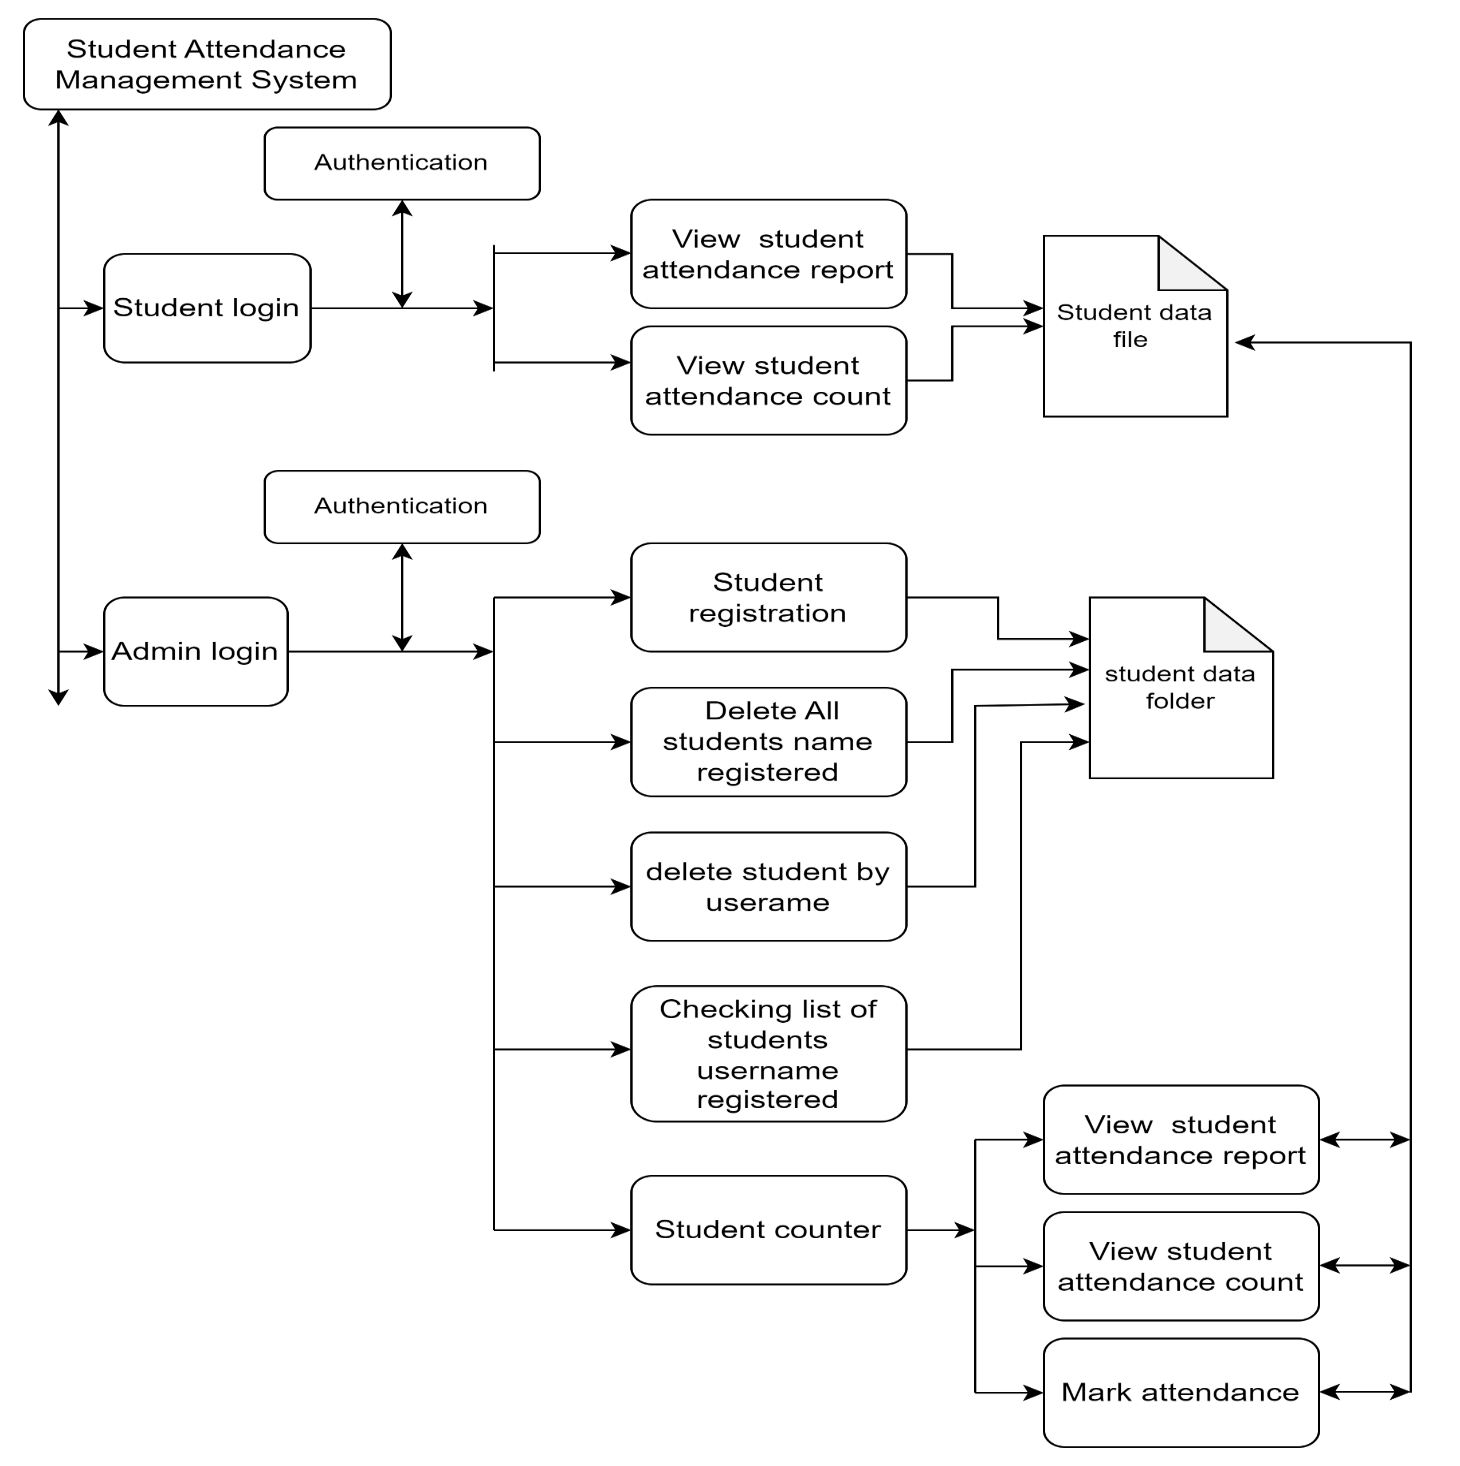 Student Attendance
Management System
Authentication
Student login
View  student
attendance report
View student
attendance count
Student data
file
Authentication
Admin login
Student
registration
Delete All
students name
registered
delete student by
userame
Checking list of
students
username
registered
Student counter
student data
folder
View  student
attendance report
View student
attendance count
Mark attendance